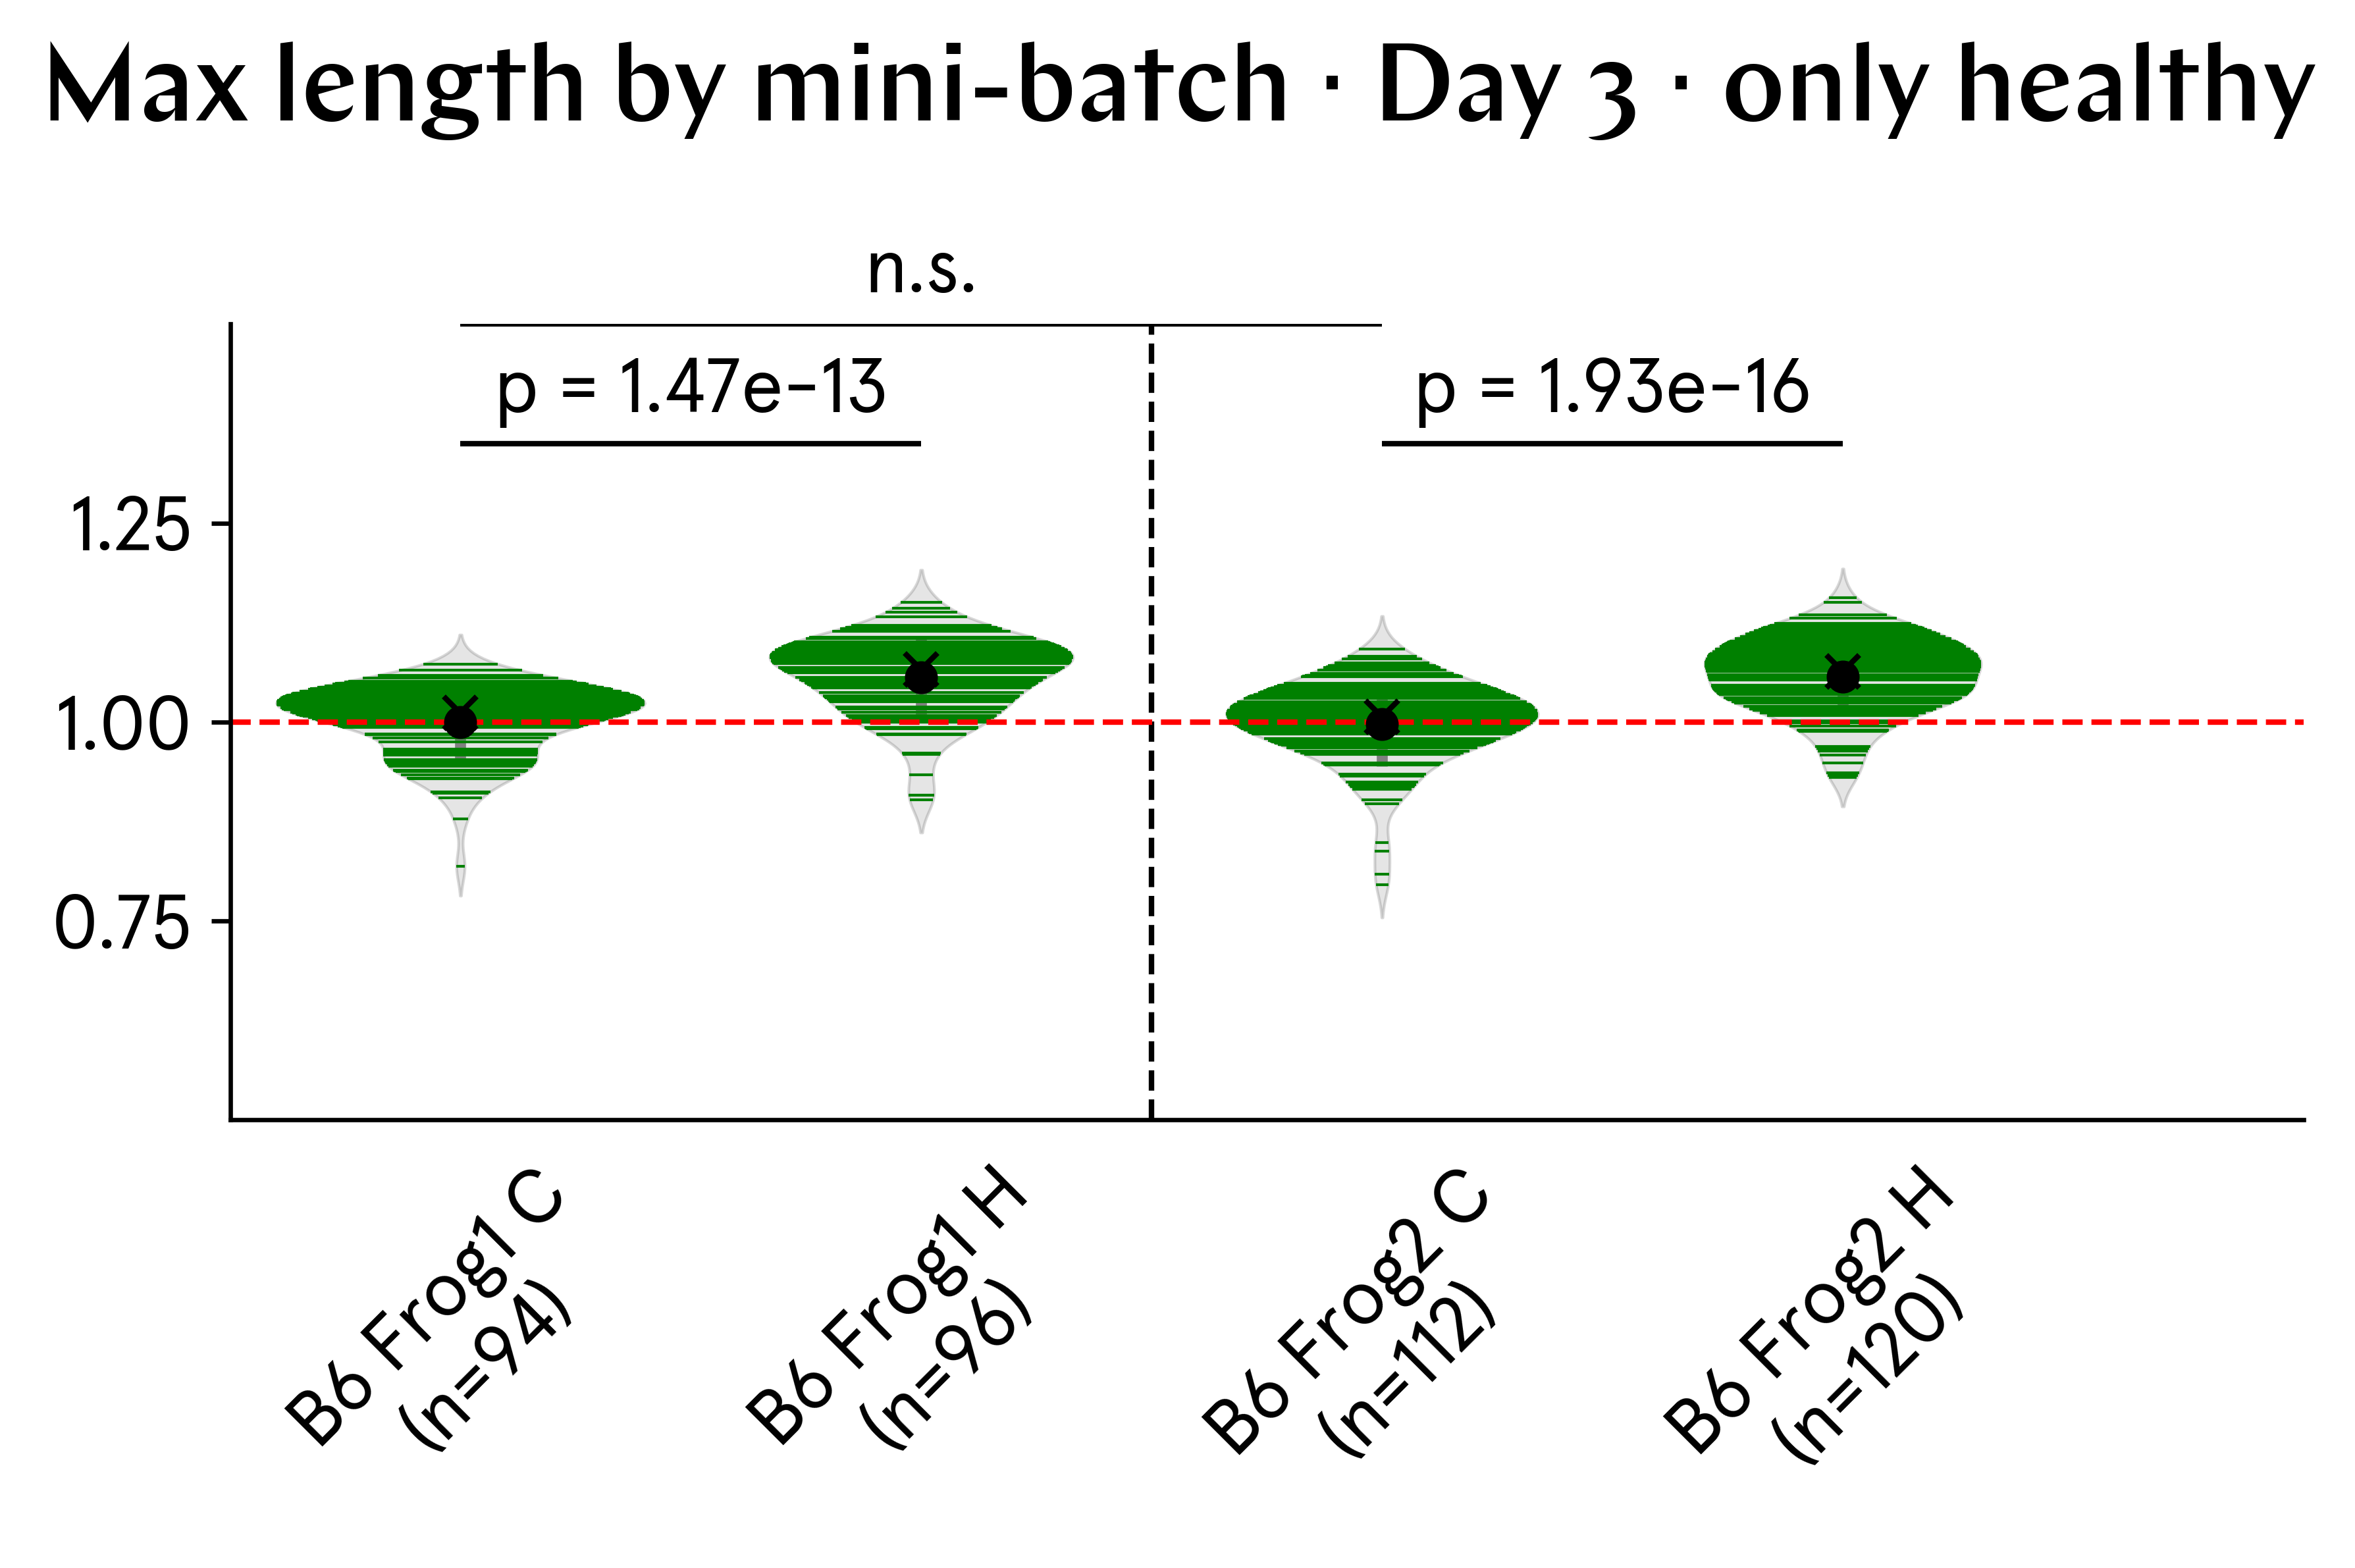 Max length by mini-batch · Day 3 · only healthy
n.s.
p = 1.47e-13
p = 1.93e-16
1.25
1.00
0.75
B6 Frog1 C
(n=94)
B6 Frog1 H
(n=96)
B6 Frog2 C
(n=112)
B6 Frog2 H
(n=120)